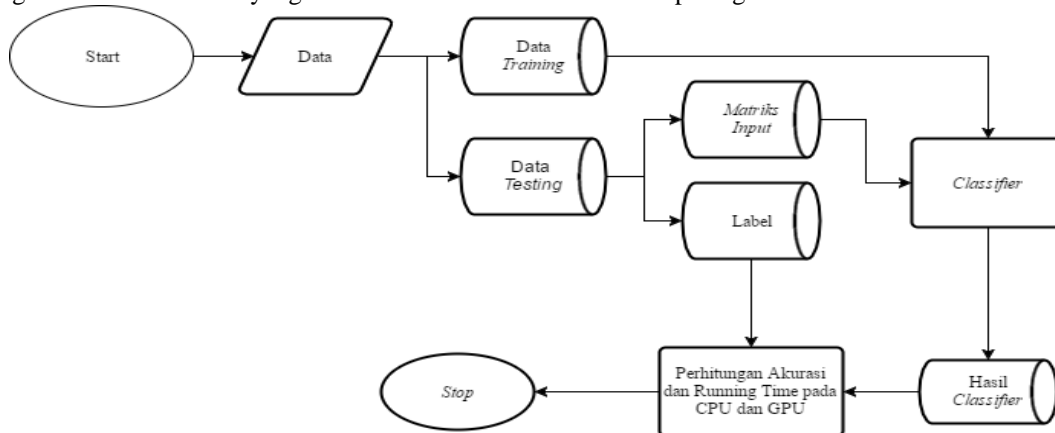 Start
Data
Data
Training
Matriks
Input
Data
Testing
Classifier
Label
Perhitungan Akurasi
dan Running Time pada
CPU dan GPU
Stop
Hasil
Classifier